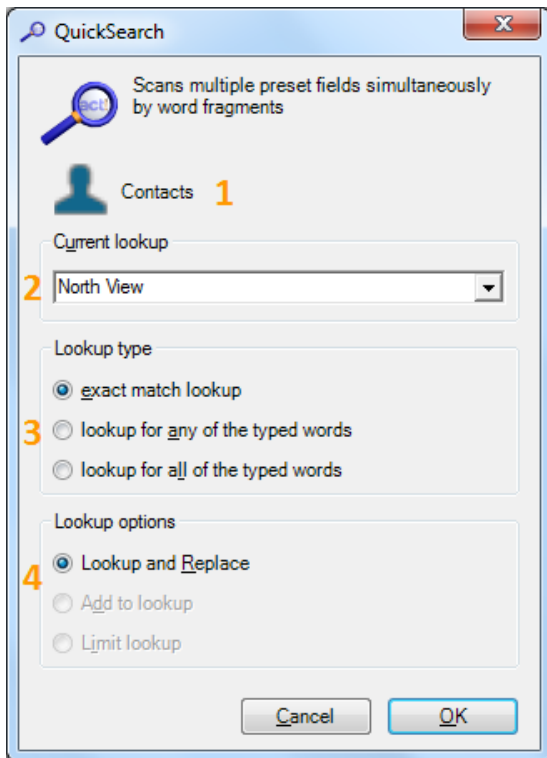 QuickSearch
act!
Scans multiple preset fields simultaneously
by word fragments
Contacts 1
Current lookup
2 North View
Lookup type
exact match lookup
3 lookup for any of the typed words
lookup for all of the typed words
Lookup options
4 Lookup and Replace
Add to lookup
Limit lookup
Cancel OK